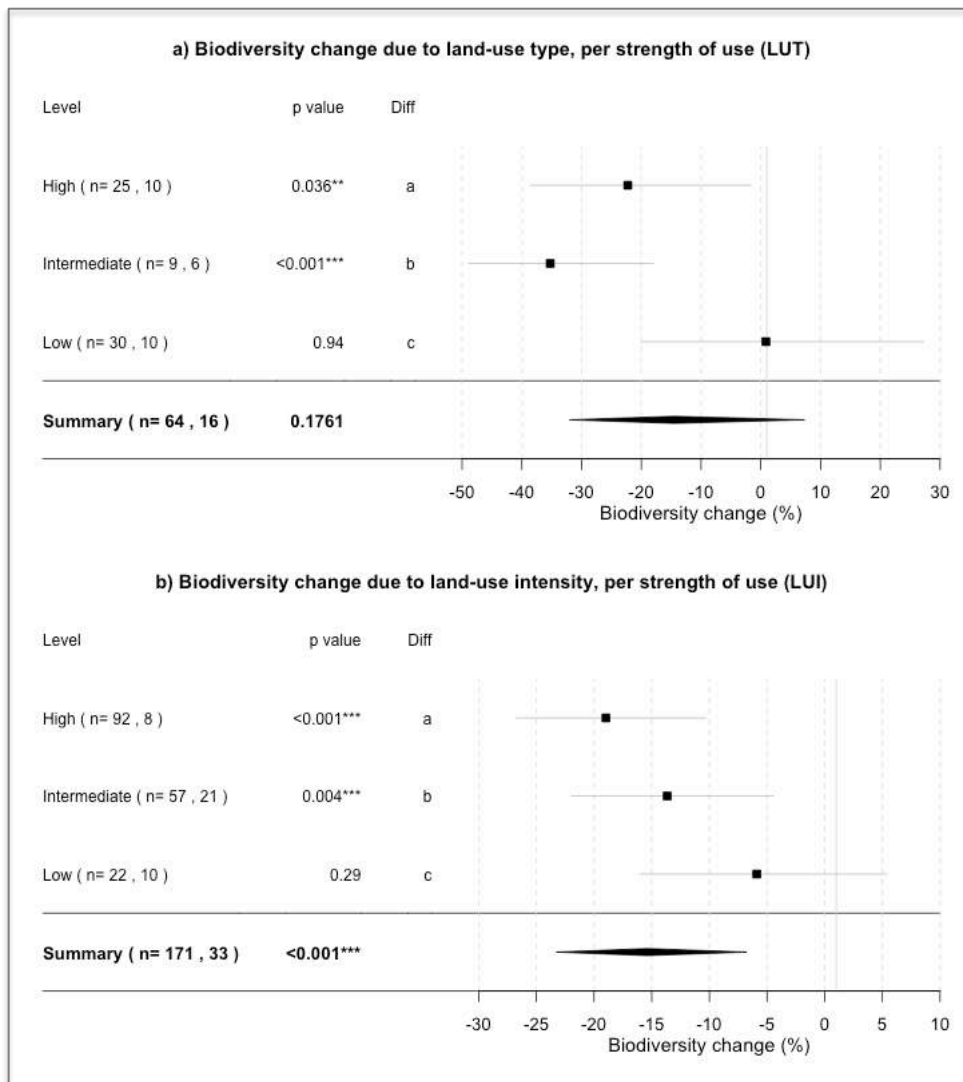 a) Biodiversity change due to land-use type, per strength of use (LUT)
Level p value Diff
High ( n= 25 , 10 ) 0.036** a
Intermediate ( n= 9 , 6 ) <0.001*** b
Low ( n= 30 , 10 ) 0.94 c
Summary ( n= 64 , 16 ) 0.1761
-50 -40 -30 -20 -10 0 10 20 30
Biodiversity change (%)
b) Biodiversity change due to land-use intensity, per strength of use (LUI)
Level p value Diff
High ( n= 92 , 8 ) <0.001*** a
Intermediate ( n= 57 , 21 ) 0.004*** b
Low ( n= 22 , 10 ) 0.29 c
Summary ( n= 171 , 33 ) <0.001***
-30 -25 -20 -15 -10 -5 0 5 10
Biodiversity change (%)